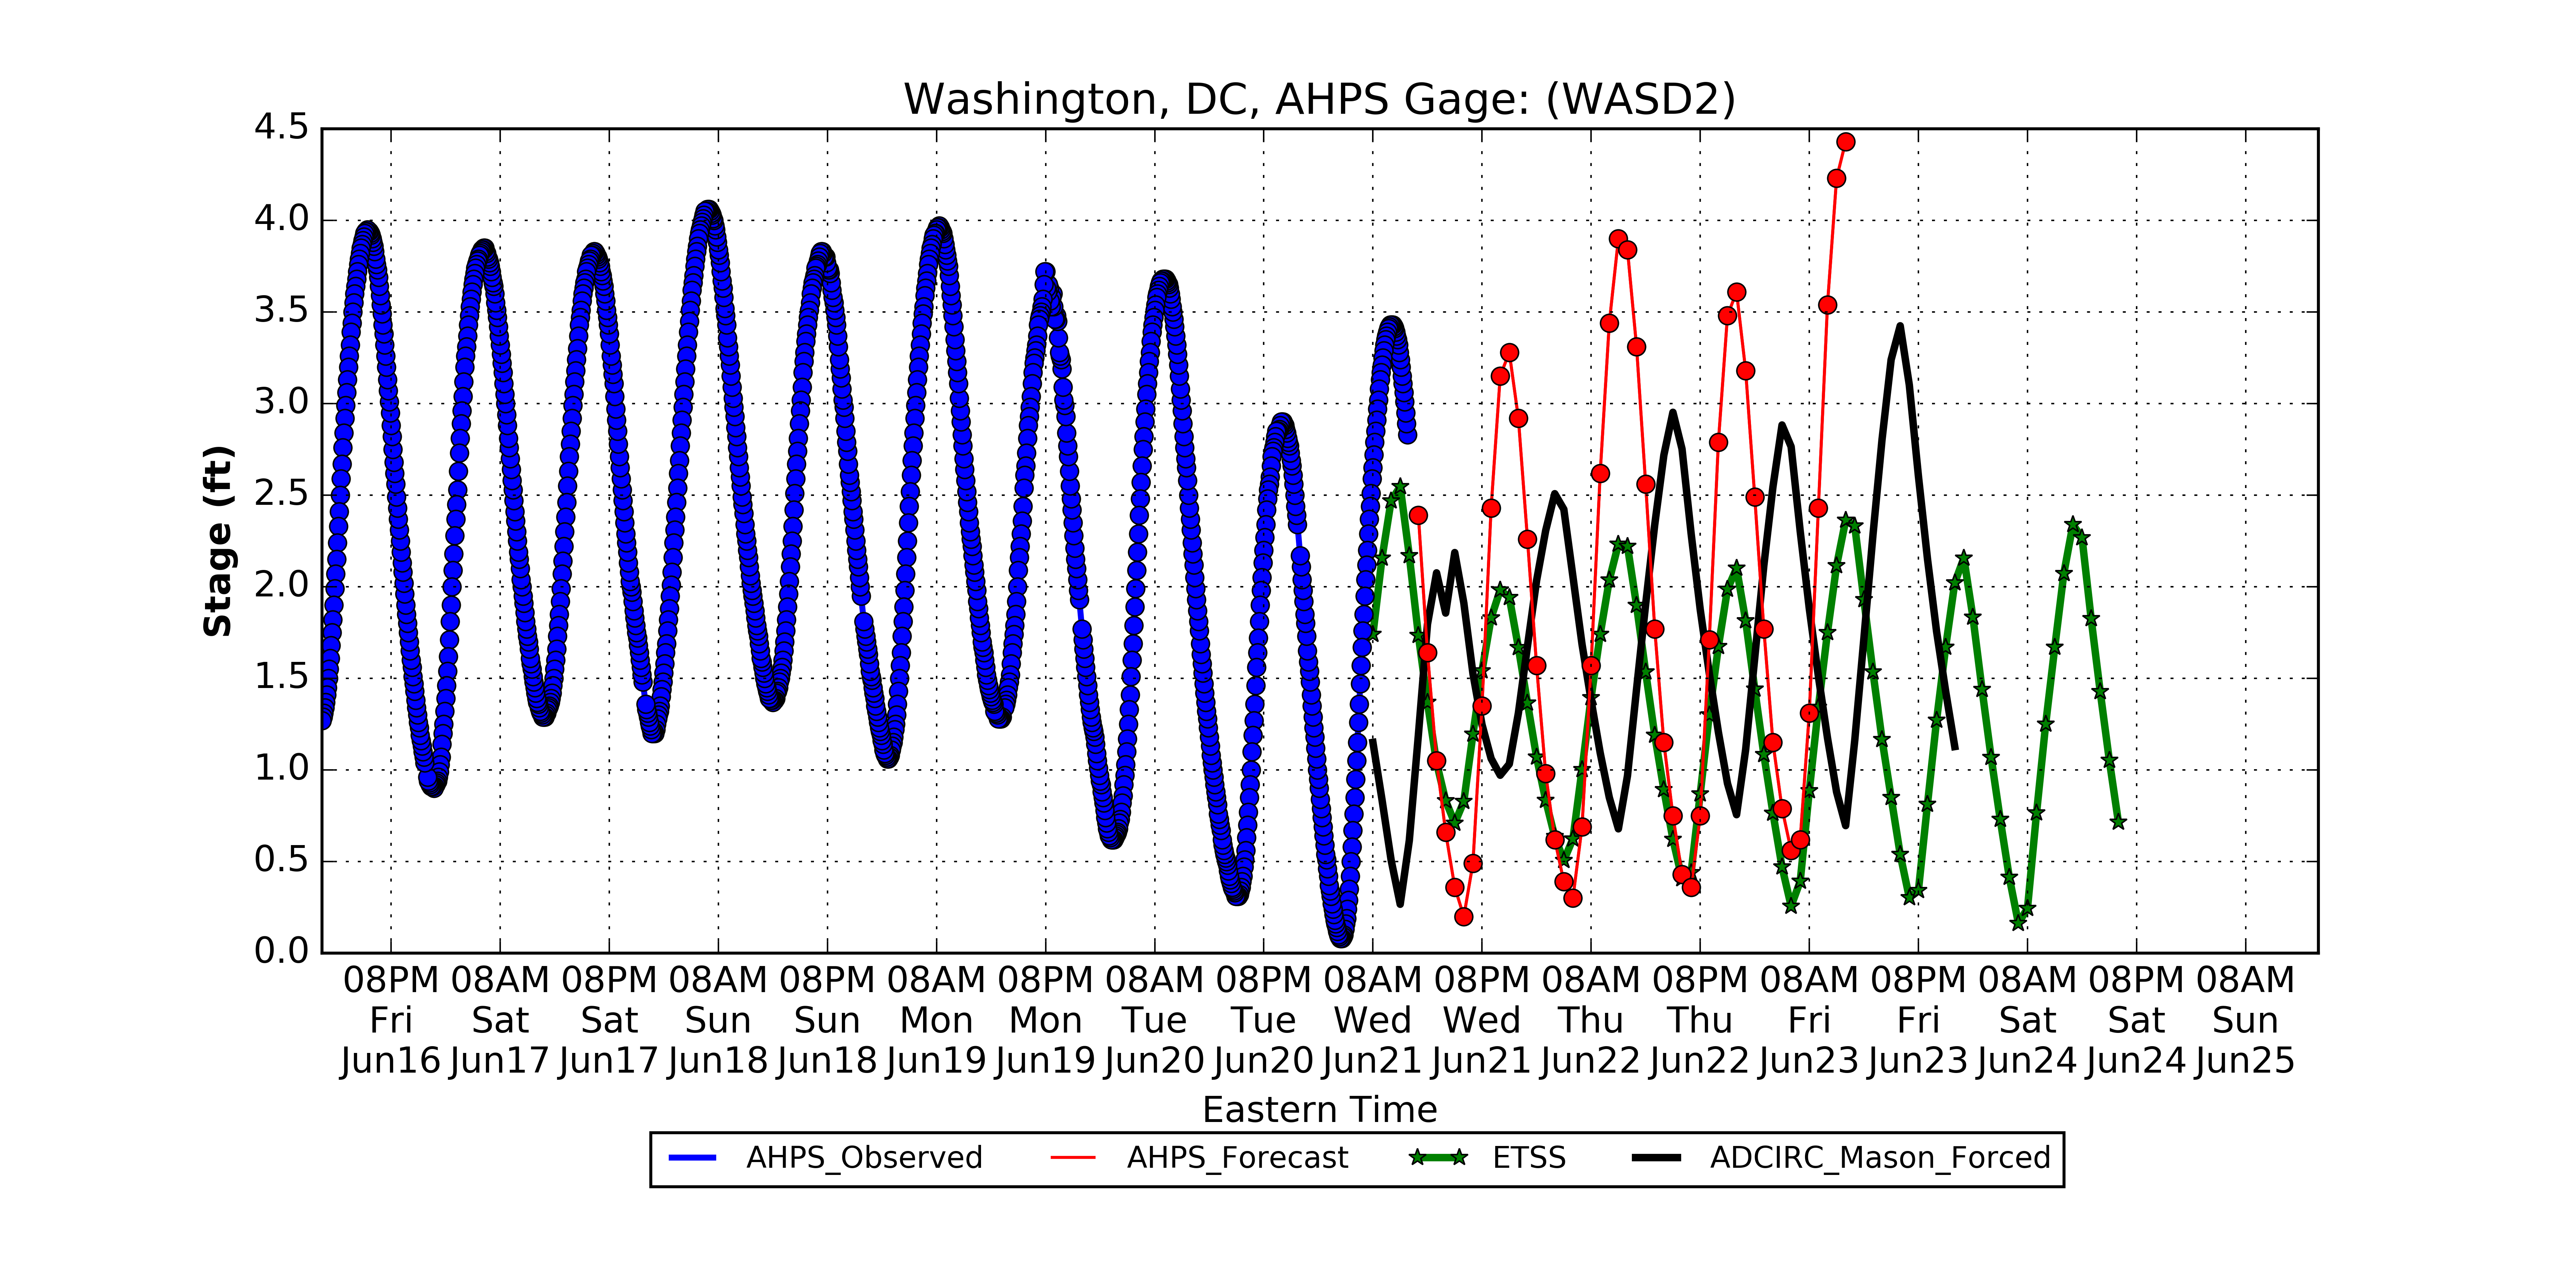 Washington, DC, AHPS Gage: (WASD2)
4.5
4.0
3.5
3.0
2.5
2.0
1.5
1.0
0.5
0.0
Stage (ft)
08PM 08AM 08PM 08AM 08PM 08AM 08PM 08AM 08PM 08AM 08PM 08AM 08PM 08AM 08PM 08AM 08PM 08AM
Fri Sat Sat Sun Sun Mon Mon Tue Tue Wed Wed Thu Thu Fri Fri Sat Sat Sun
Jun16 Jun17 Jun17 Jun18 Jun18 Jun19 Jun19 Jun20 Jun20 Jun21 Jun21 Jun22 Jun22 Jun23 Jun23 Jun24 Jun24 Jun25
Eastern Time
AHPS_Observed AHPS_Forecast ETSS ADCIRC_Mason_Forced